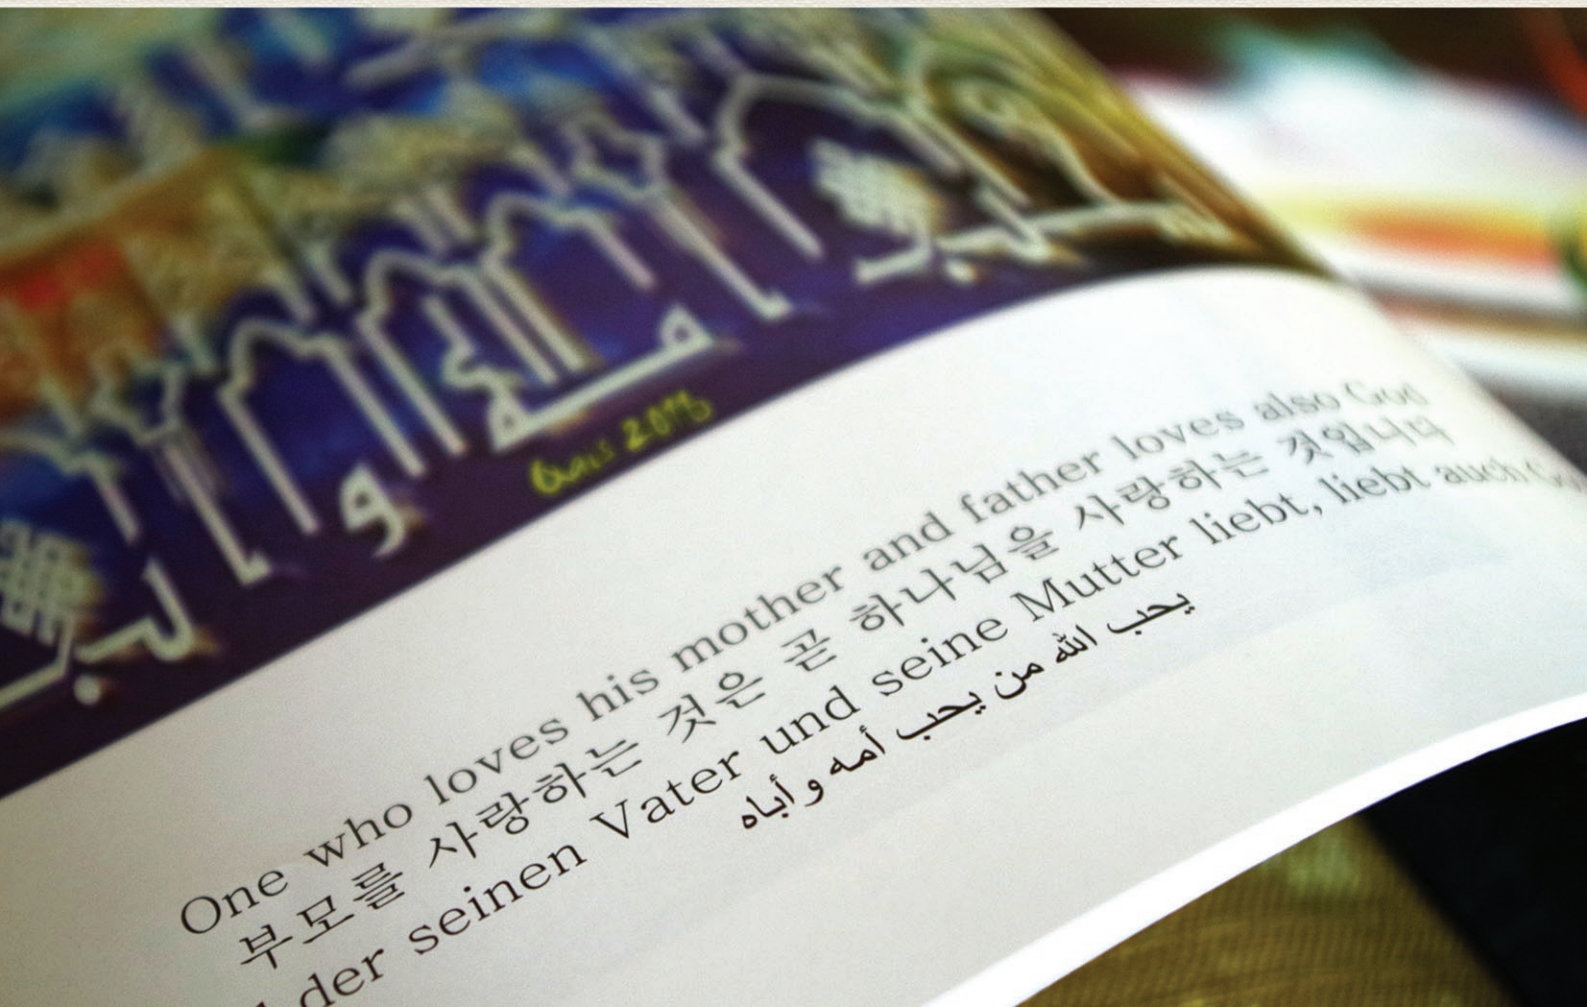 2018
One who loves his mother and father loves also God
부모를 사랑하는 것은 곧 하나님을 사랑하는 것입니다
der seinen Vater und seine Mutter liebt, liebt auch
يحب الله من يحب أمه وأباه